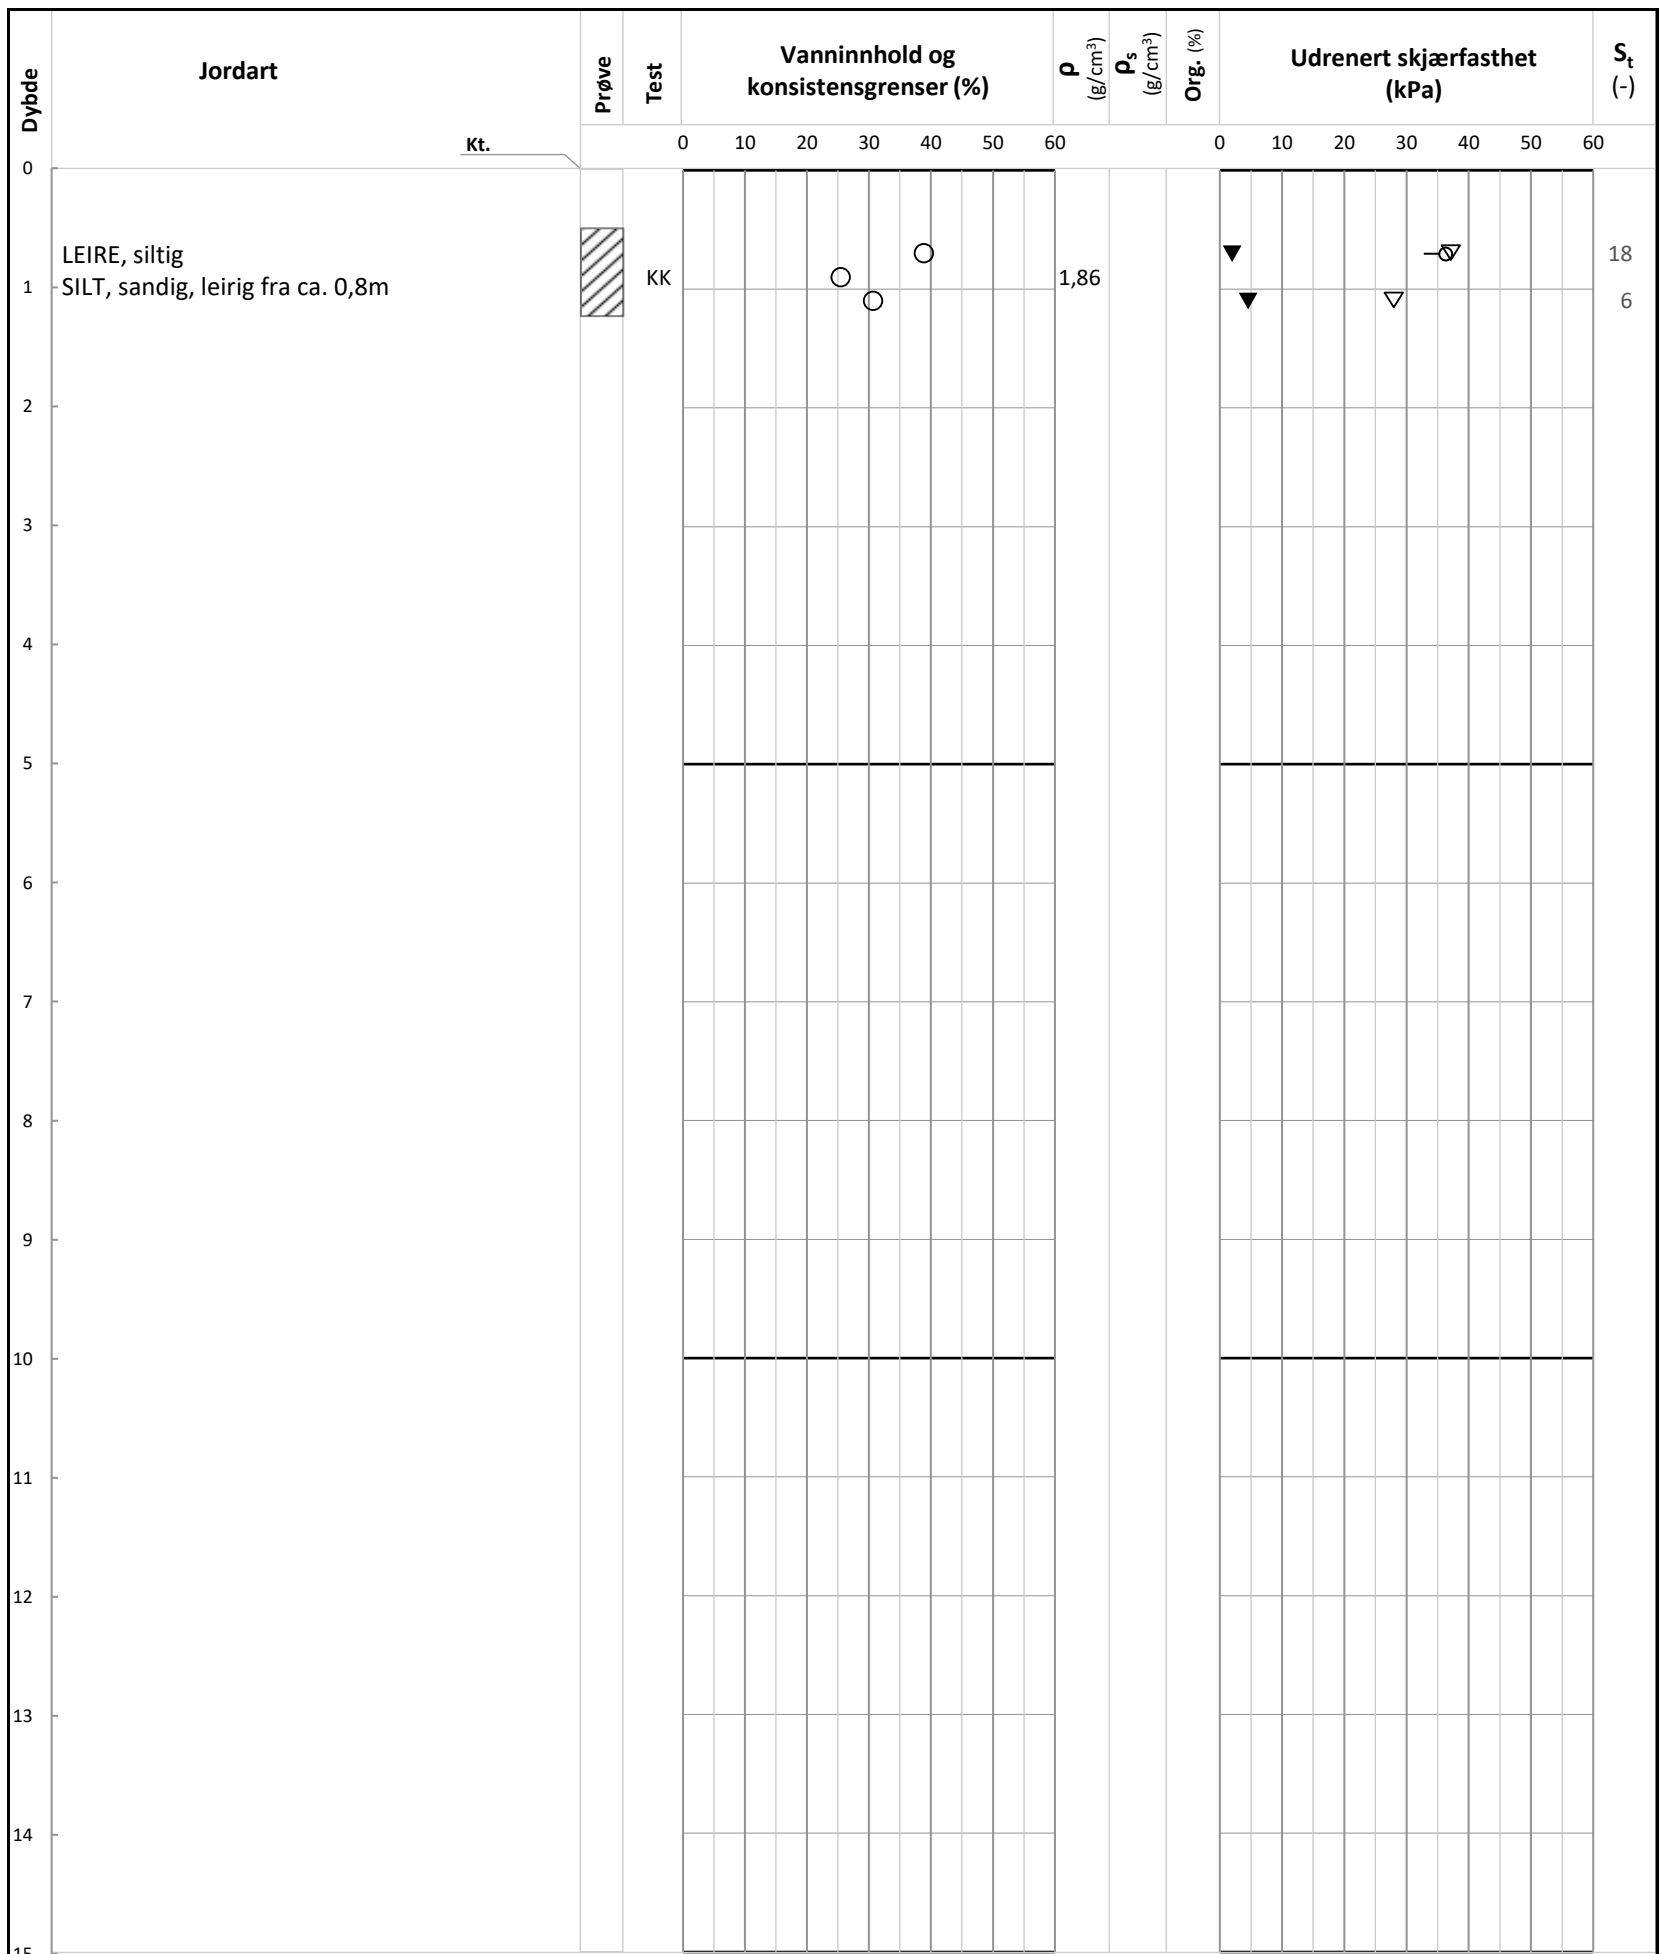 Dybde
Jordart
Kt.
Prøve
Test
Vanninnhold og
konsistensgrenser (%)
0 10 20 30 40 50 60
ρ
(g/cm³)
ρs
(g/cm³)
Org. (%)
Udrenert skjærfasthet
(kPa)
0 10 20 30 40 50 60
St
(-)
0
LEIRE, siltig
18
SILT, sandig, leirig fra ca. 0,8m
KK
1,86
1
6
2
3
4
5
6
7
8
9
10
11
12
13
14
15